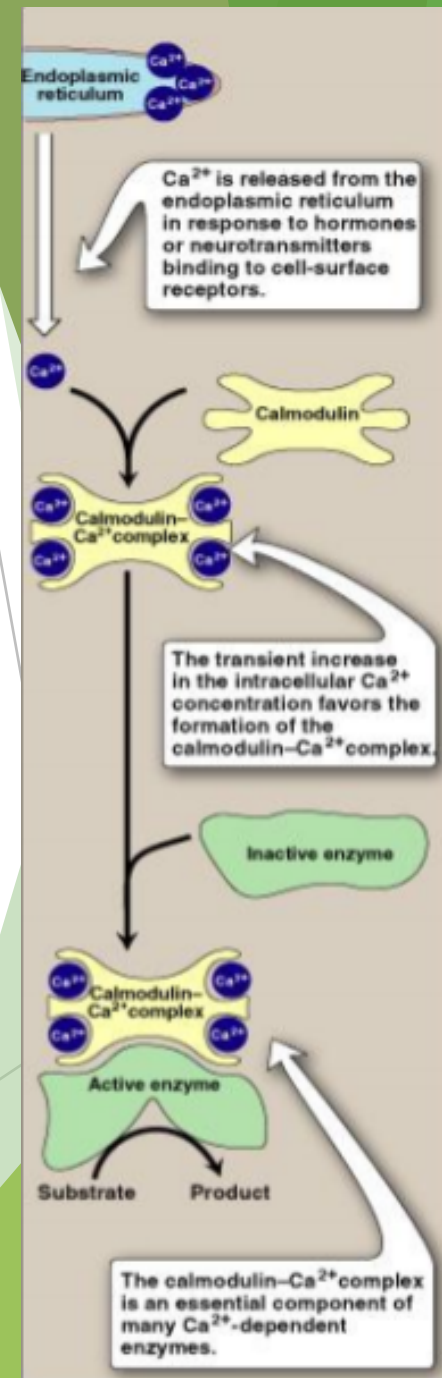 Ca²⁺
Endoplasmic
reticulum
Ca²⁺
Ca²⁺
Ca²⁺ is released from the
endoplasmic reticulum
in response to hormones
or neurotransmitters
binding to cell-surface
receptors.
Ca²⁺
Calmodulin
Ca²⁺
Ca²⁺
Calmodulin–
Ca²⁺complex
Ca²⁺
Ca²⁺
The transient increase
in the intracellular Ca²⁺
concentration favors the
formation of the
calmodulin–Ca²⁺complex.
Inactive enzyme
Ca²⁺
Ca²⁺
Calmodulin–
Ca²⁺complex
Ca²⁺
Ca²⁺
Active enzyme
Substrate
Product
The calmodulin–Ca²⁺complex
is an essential component of
many Ca²⁺-dependent
enzymes.